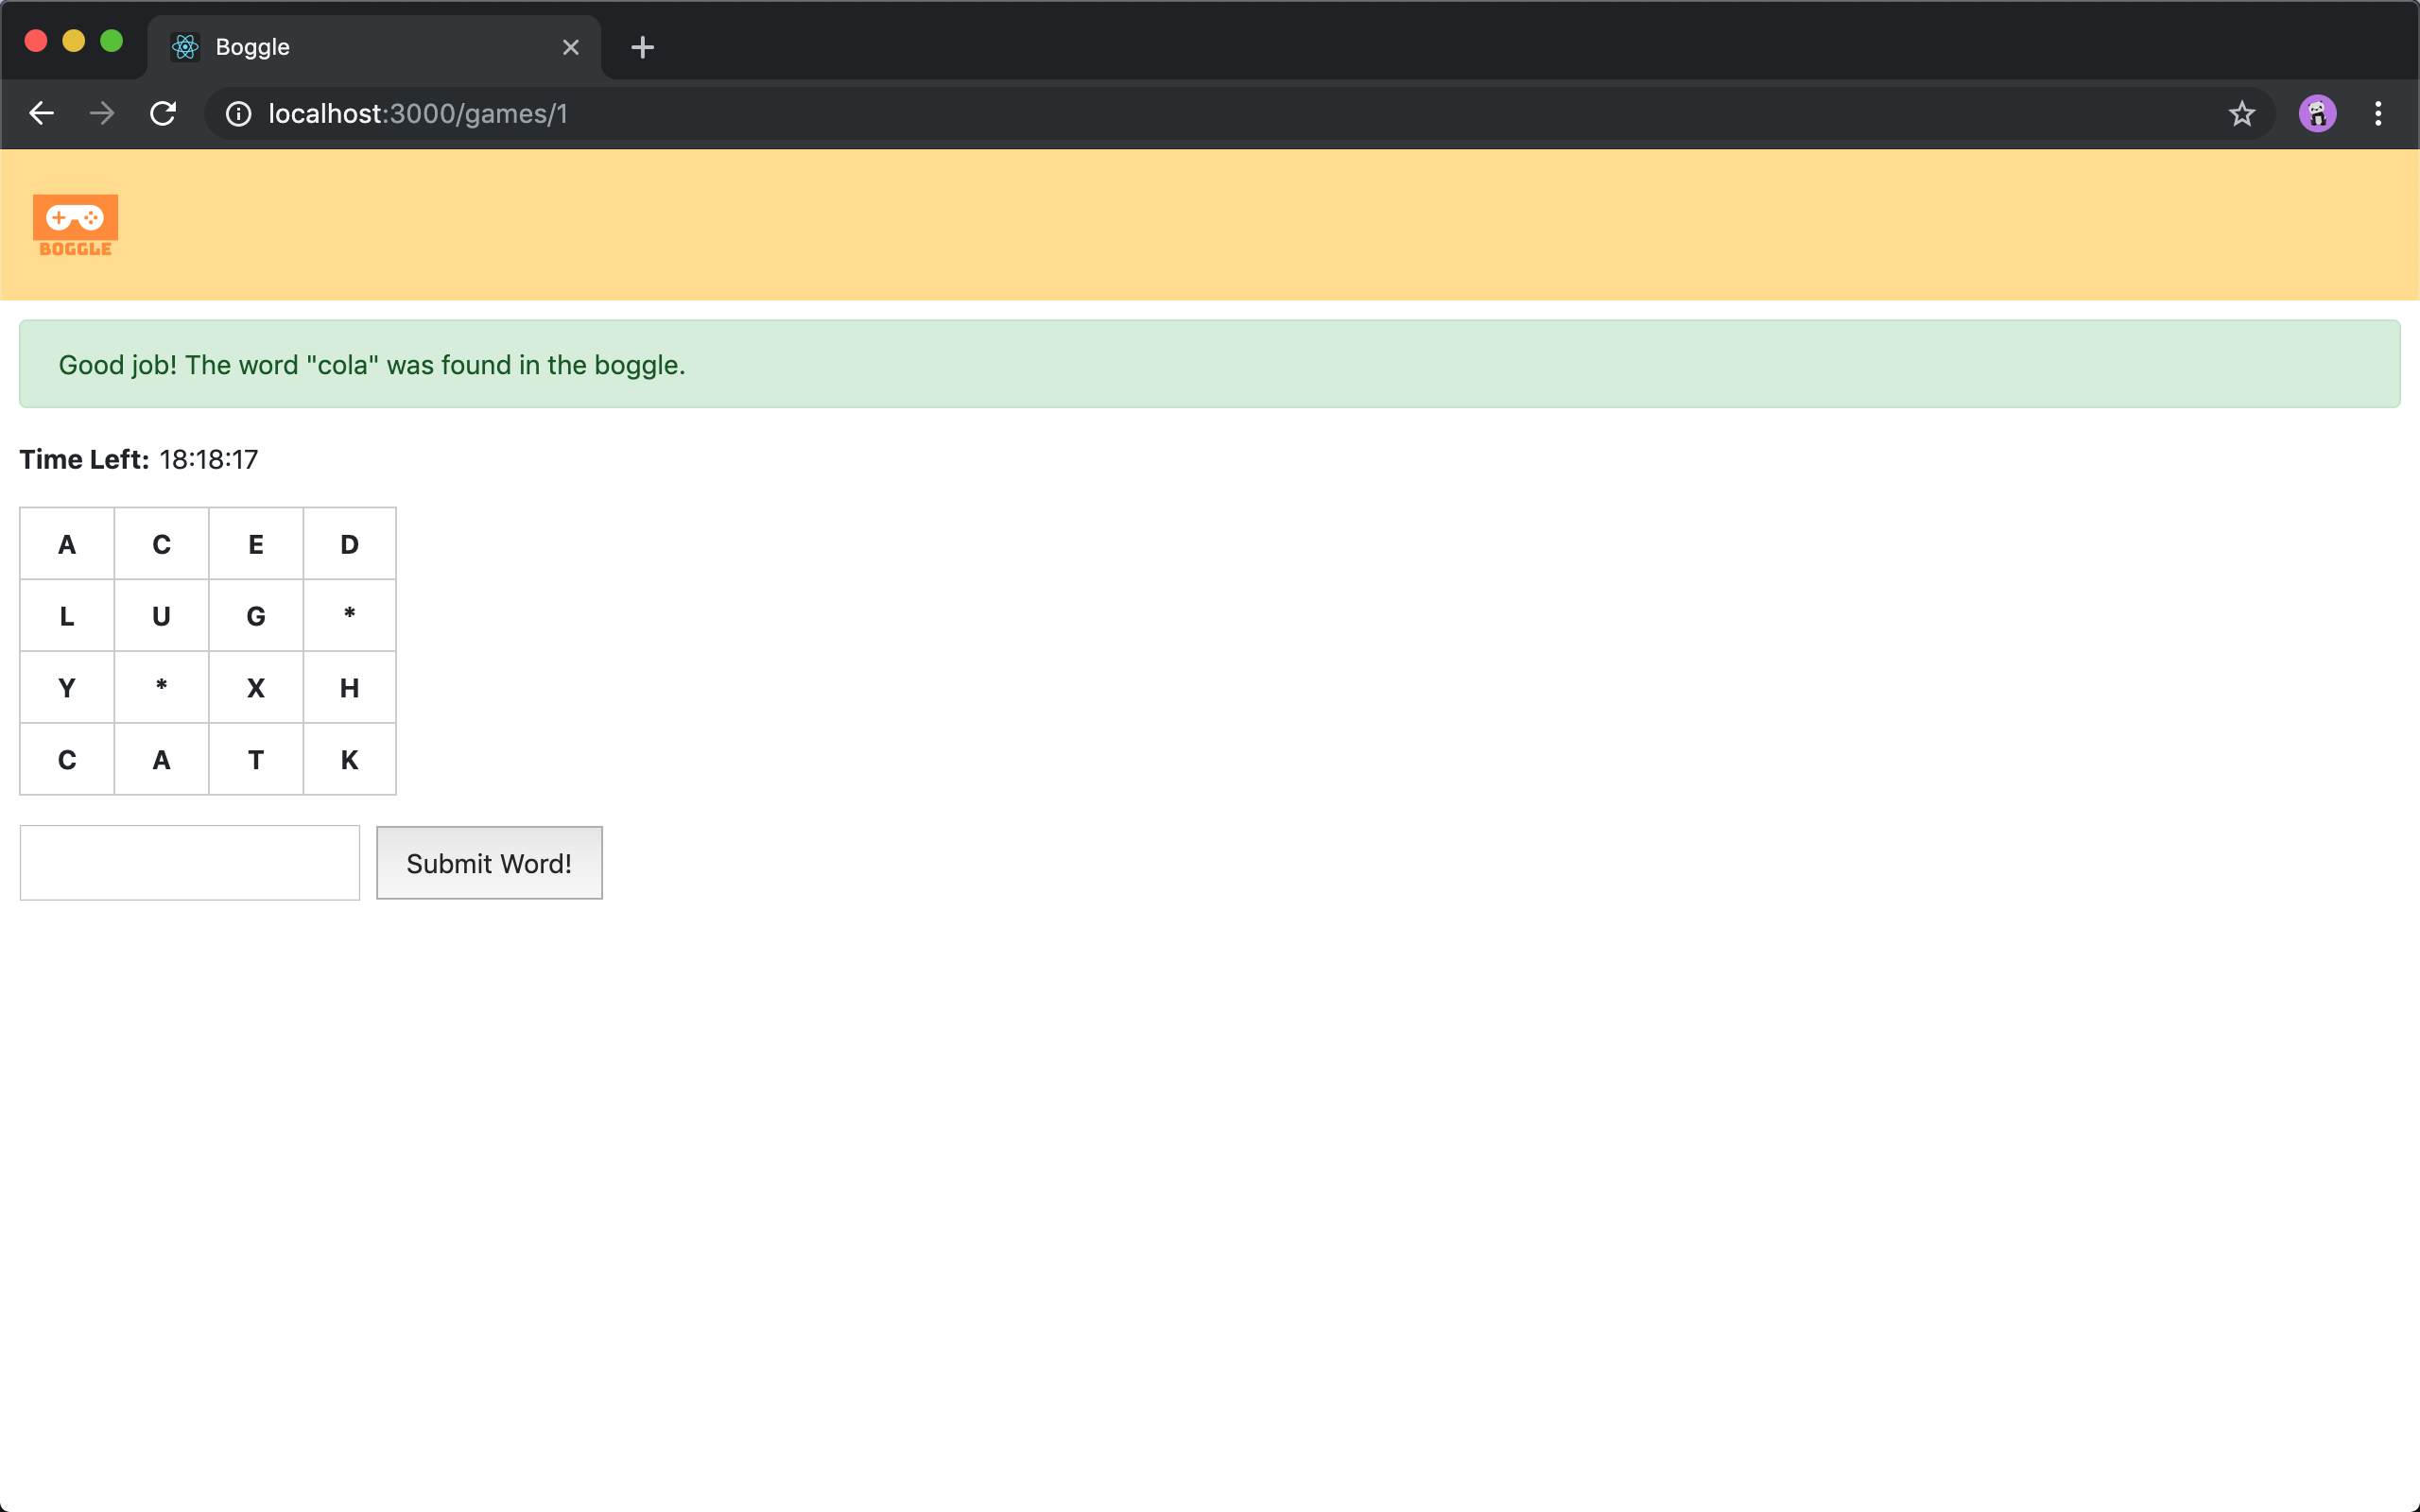 Boggle
localhost:3000/games/1
BOGGLE
Good job! The word "cola" was found in the boggle.
Time Left: 18:18:17
A C E D
L U G *
Y * X H
C A T K
Submit Word!